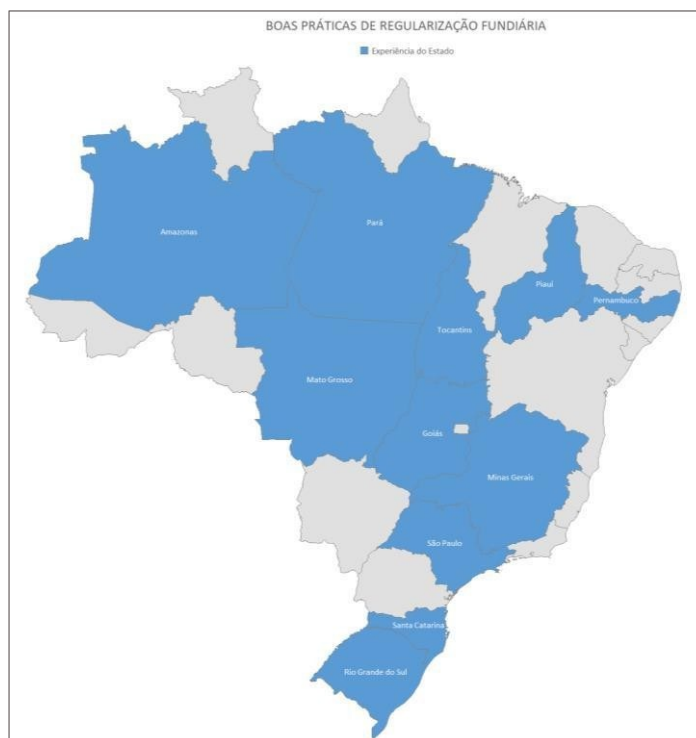 BOAS PRÁTICAS DE REGULARIZAÇÃO FUNDIÁRIA
Experiência do Estado
Amazonas
Pará
Piauí
Pernambuco
Tocantins
Mato Grosso
Goiás
Minas Gerais
São Paulo
Santa Catarina
Rio Grande do Sul